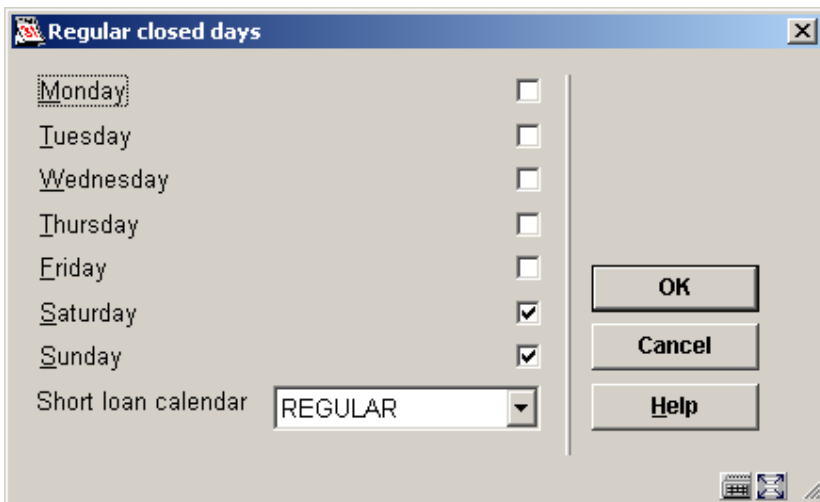 Regular closed days
Monday
Tuesday
Wednesday
Thursday
Friday
Saturday
Sunday
Short loan calendar REGULAR
OK
Cancel
Help